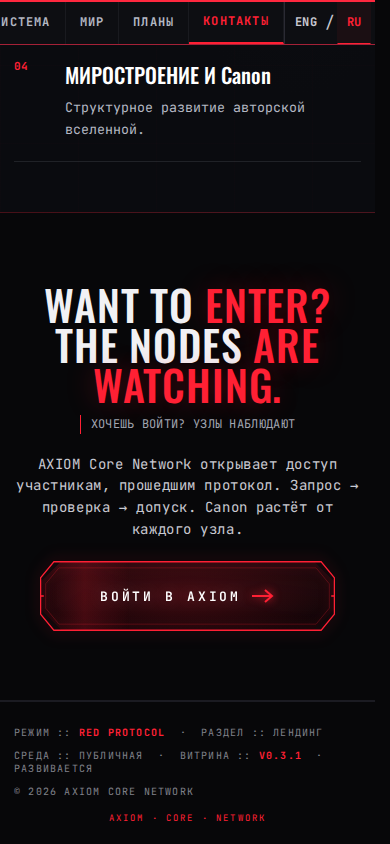 ИСТЕМА МИР ПЛАНЫ КОНТАКТЫ ENG / RU
04
МИРОСТРОЕНИЕ И Canon
Структурное развитие авторской
вселенной.
WANT TO ENTER?
THE NODES ARE
WATCHING.
ХОЧЕШЬ ВОЙТИ? УЗЛЫ НАБЛЮДАЮТ
AXIOM Core Network открывает доступ
участникам, прошедшим протокол. Запрос →
проверка → допуск. Canon растёт от
каждого узла.
ВОЙТИ В AXIOM →
РЕЖИМ :: RED PROTOCOL · РАЗДЕЛ :: ЛЕНДИНГ
СРЕДА :: ПУБЛИЧНАЯ · ВИТРИНА :: V0.3.1 ·
РАЗВИВАЕТСЯ
© 2026 AXIOM CORE NETWORK
AXIOM · CORE · NETWORK